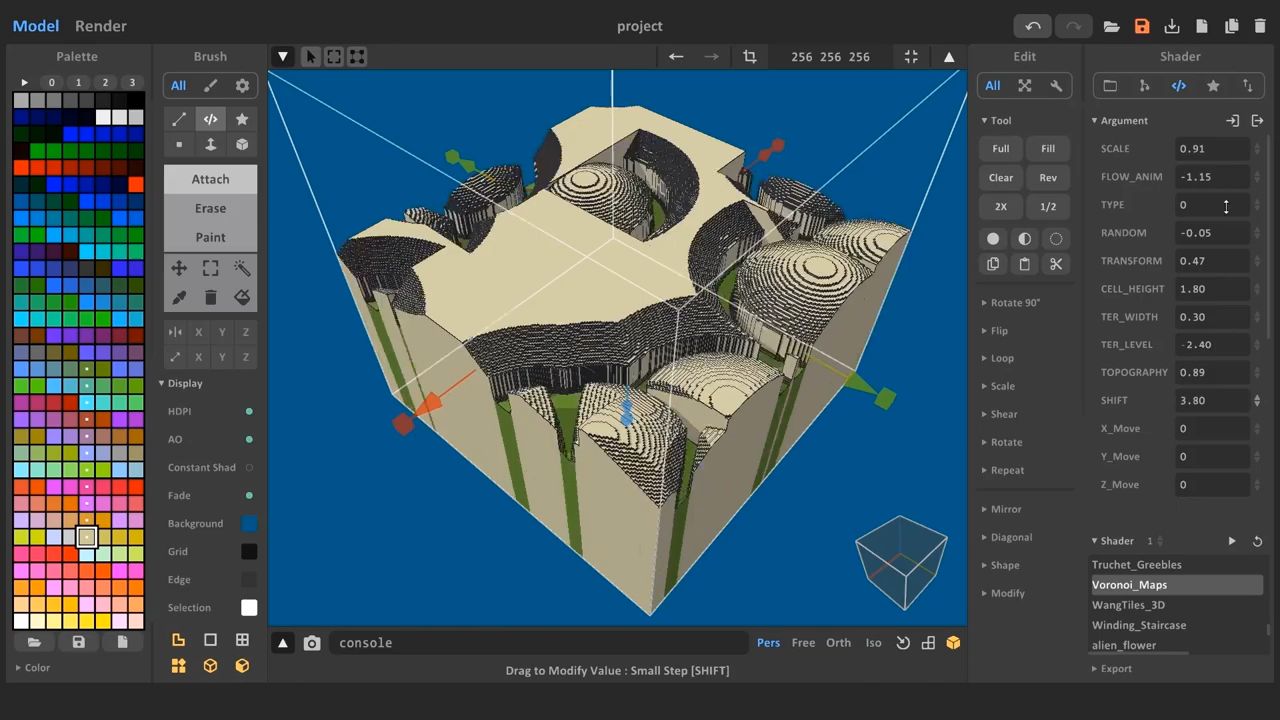 Model Render project
Palette Brush 256 256 256 Edit Shader
0 1 2 3
All
All
Tool
Argument
Full Fill
Clear Rev
2X 1/2
Attach
Erase
Paint
X Y Z
X Y Z
Display
HDPI
AO
Constant Shad
Fade
Background
Grid
Edge
Selection
Color
Rotate 90°
Flip
Loop
Scale
Shear
Rotate
Repeat
Mirror
Diagonal
Shape
Modify
SCALE 0.91
FLOW_ANIM -1.15
TYPE 0
RANDOM -0.05
TRANSFORM 0.47
CELL_HEIGHT 1.80
TER_WIDTH 0.30
TER_LEVEL -2.40
TOPOGRAPHY 0.89
SHIFT 3.80
X_Move 0
Y_Move 0
Z_Move 0
Shader 1
Truchet_Greebles
Voronoi_Maps
WangTiles_3D
Winding_Staircase
alien_flower
Export
console Pers Free Orth Iso
Drag to Modify Value : Small Step [SHIFT]